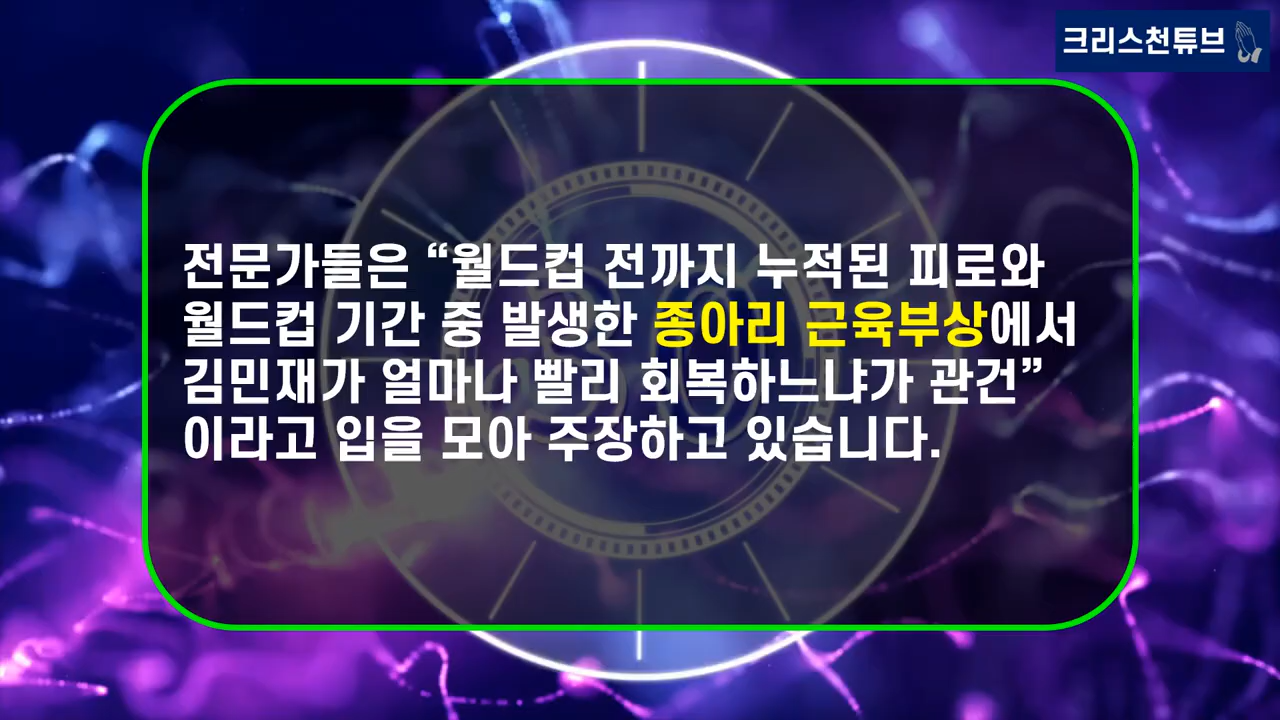 크리스천튜브
전문가들은 “월드컵 전까지 누적된 피로와
월드컵 기간 중 발생한 종아리 근육부상에서
김민재가 얼마나 빨리 회복하느냐가 관건”
이라고 입을 모아 주장하고 있습니다.